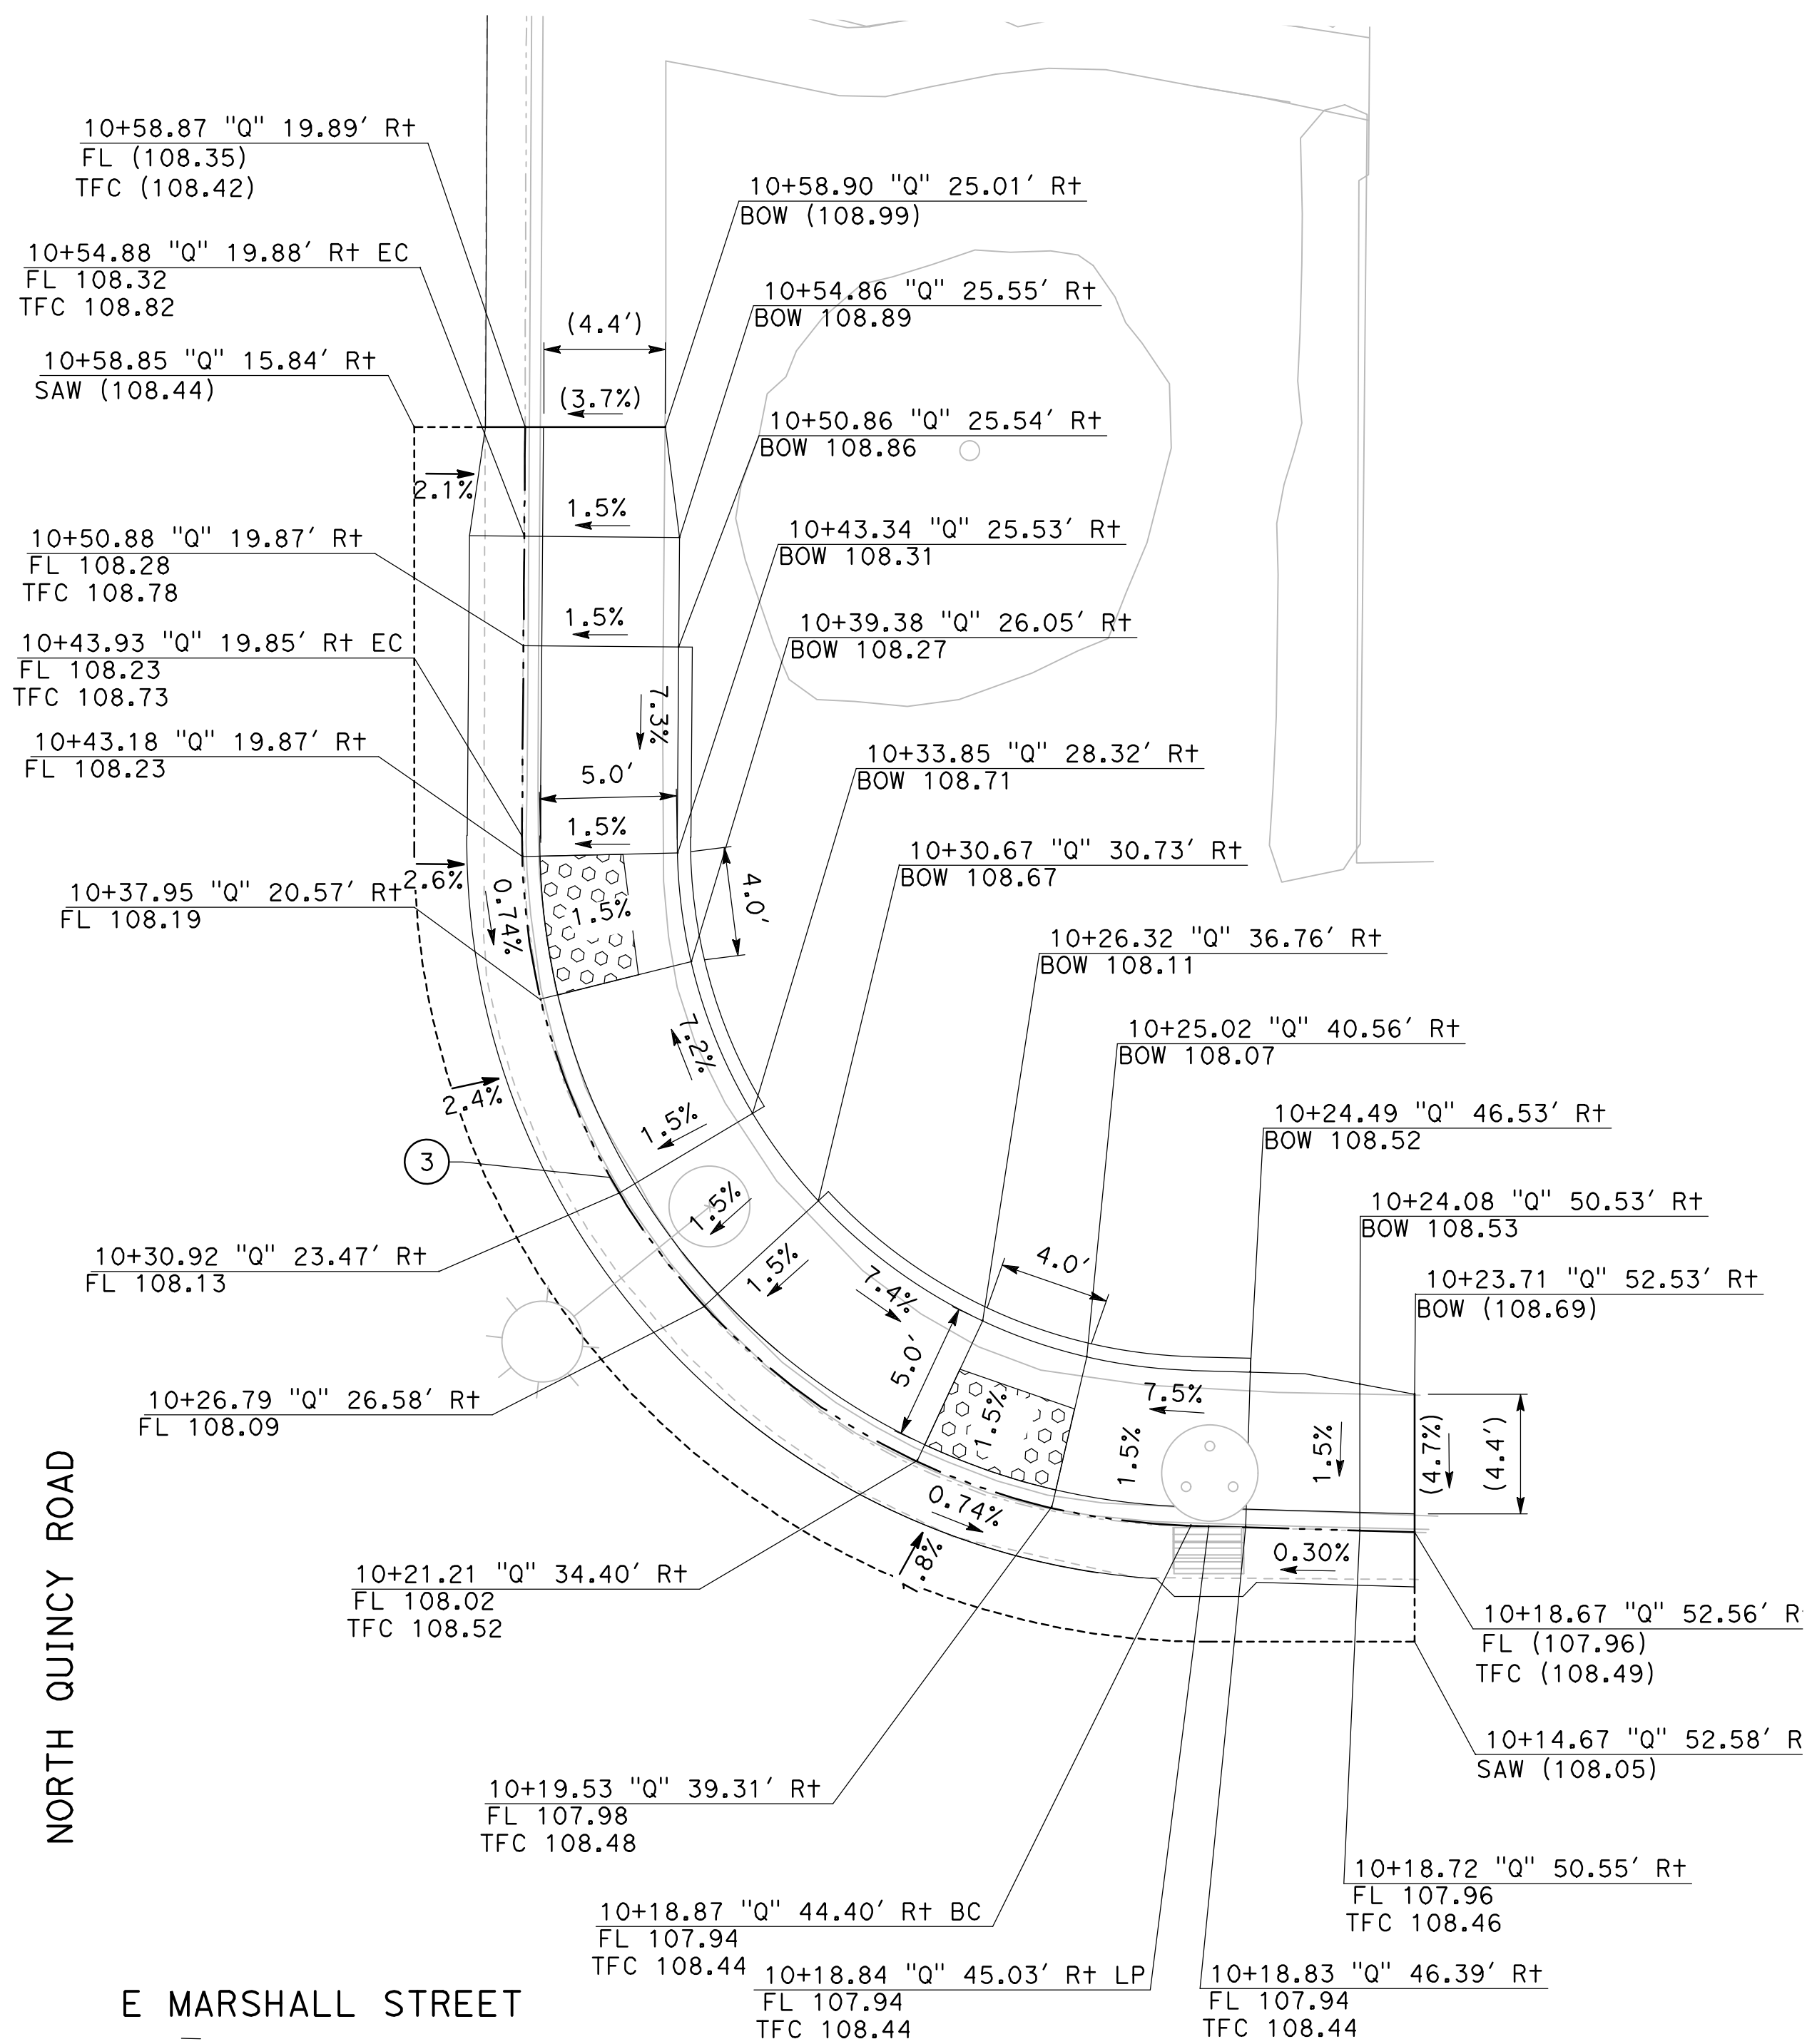 10+58.87 "Q" 19.89' Rt
FL (108.35)
TFC (108.42)
10+54.88 "Q" 19.88' Rt EC
FL 108.32
TFC 108.82
10+58.85 "Q" 15.84' Rt
SAW (108.44)
10+50.88 "Q" 19.87' Rt
FL 108.28
TFC 108.78
10+43.93 "Q" 19.85' Rt EC
FL 108.23
TFC 108.73
10+43.18 "Q" 19.87' Rt
FL 108.23
10+37.95 "Q" 20.57' Rt
FL 108.19
10+58.90 "Q" 25.01' Rt
BOW (108.99)
10+54.86 "Q" 25.55' Rt
BOW 108.89
10+50.86 "Q" 25.54' Rt
BOW 108.86
10+43.34 "Q" 25.53' Rt
BOW 108.31
10+39.38 "Q" 26.05' Rt
BOW 108.27
10+33.85 "Q" 28.32' Rt
BOW 108.71
10+30.67 "Q" 30.73' Rt
BOW 108.67
10+26.32 "Q" 36.76' Rt
BOW 108.11
10+25.02 "Q" 40.56' Rt
BOW 108.07
10+24.49 "Q" 46.53' Rt
BOW 108.52
10+24.08 "Q" 50.53' Rt
BOW 108.53
10+23.71 "Q" 52.53' Rt
BOW (108.69)
(4.4')
(3.7%)
2.1%
1.5%
1.5%
7.3%
5.0'
1.5%
2.6%
0.74%
1.5%
4.0'
7.2%
2.4%
1.5%
3
1.5%
1.5%
7.4%
4.0'
5.0'
1.5%
7.5%
1.5%
1.5%
(4.7%)
(4.4')
0.74%
1.8%
0.30%
10+30.92 "Q" 23.47' Rt
FL 108.13
10+26.79 "Q" 26.58' Rt
FL 108.09
10+21.21 "Q" 34.40' Rt
FL 108.02
TFC 108.52
10+19.53 "Q" 39.31' Rt
FL 107.98
TFC 108.48
10+18.87 "Q" 44.40' Rt BC
FL 107.94
TFC 108.44
10+18.84 "Q" 45.03' Rt LP
FL 107.94
TFC 108.44
10+18.83 "Q" 46.39' Rt
FL 107.94
TFC 108.44
10+18.72 "Q" 50.55' Rt
FL 107.96
TFC 108.46
10+18.67 "Q" 52.56' R
FL (107.96)
TFC (108.49)
10+14.67 "Q" 52.58' R
SAW (108.05)
NORTH QUINCY ROAD
E MARSHALL STREET